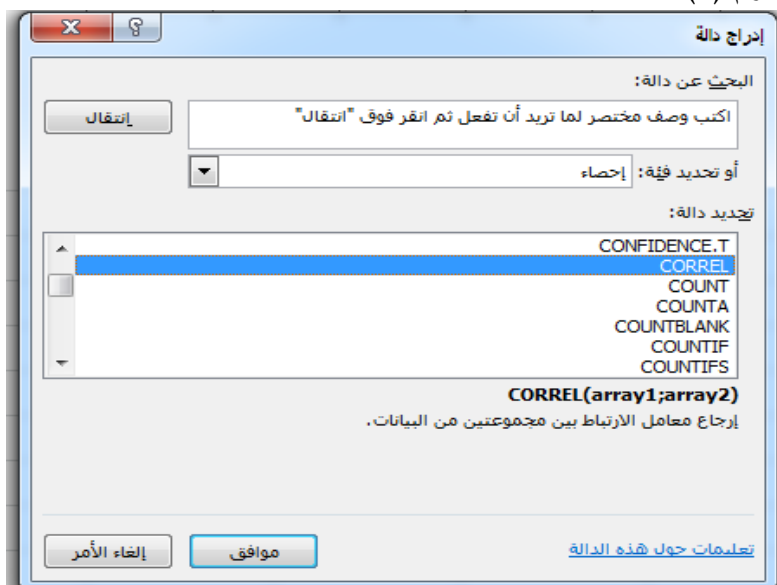 إدراج دالة
البحث عن دالة:
اكتب وصف مختصر لما تريد أن تفعل ثم انقر فوق "انتقال"
إنتقال
أو تحديد فئة: إحصاء
تحديد دالة:
CONFIDENCE.T
CORREL
COUNT
COUNTA
COUNTBLANK
COUNTIF
COUNTIFS
CORREL(array1;array2)
إرجاع معامل الارتباط بين مجموعتين من البيانات.
تعليمات حول هذه الدالة
موافق
إلغاء الأمر